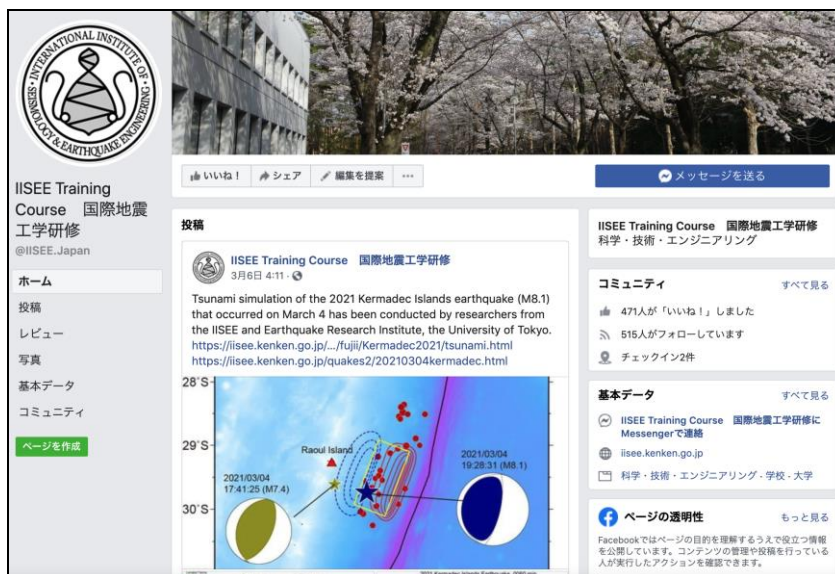 INTERNATIONAL INSTITUTE OF
SEISMOLOGY & EARTHQUAKE ENGINEERING
IISEE Training
Course 国際地震
工学研修
@IISEE.Japan
ホーム
投稿
レビュー
写真
基本データ
コミュニティ
ページを作成
いいね！ シェア 編集を提案 ...
メッセージを送る
投稿
IISEE Training Course 国際地震工学研修
3月6日 4:11 ·
Tsunami simulation of the 2021 Kermadec Islands earthquake (M8.1)
that occurred on March 4 has been conducted by researchers from
the IISEE and Earthquake Research Institute, the University of Tokyo.
https://iisee.kenken.go.jp/.../fujii/Kermadec2021/tsunami.html
https://iisee.kenken.go.jp/quakes2/20210304kermadec.html
28˚S
29˚S
30˚S
Raoul Island
2021/03/04
17:41:25 (M7.4)
2021/03/04
19:28:31 (M8.1)
IISEE Training Course 国際地震工学研修
科学・技術・エンジニアリング
コミュニティ すべて見る
471人が「いいね！」しました
515人がフォローしています
チェックイン2件
基本データ すべて見る
IISEE Training Course 国際地震工学研修に
Messengerで連絡
iisee.kenken.go.jp
科学・技術・エンジニアリング · 学校 · 大学
ページの透明性 もっと見る
Facebookではページの目的を理解するうえで役立つ情報
を公開しています。コンテンツの管理や投稿を行っている
人が実行したアクションを確認できます。